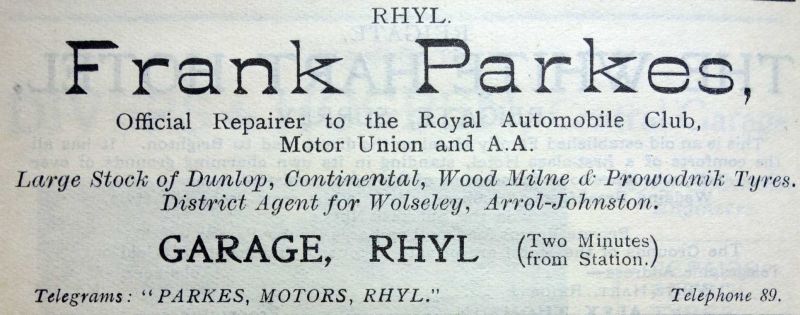 RHYL.
Frank Parkes,
Official Repairer to the Royal Automobile Club,
Motor Union and A.A.
Large Stock of Dunlop, Continental, Wood Milne & Prowodnik Tyres.
District Agent for Wolseley, Arrol-Johnston.
GARAGE, RHYL (Two Minutes from Station.)
Telegrams: "PARKES, MOTORS, RHYL." Telephone 89.